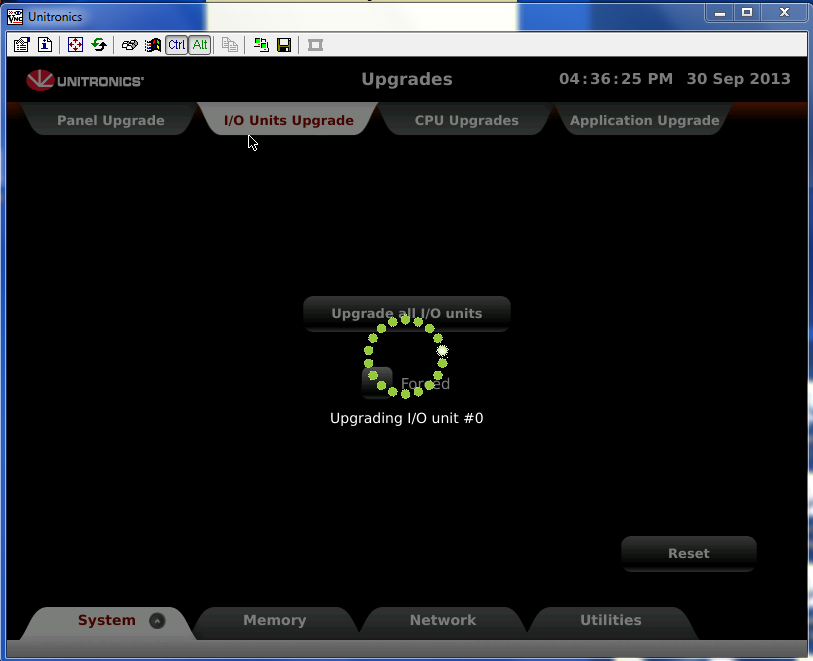 Unitronics
Ctrl Alt
UNITRONICS
Upgrades
04:36:25 PM 30 Sep 2013
Panel Upgrade
I/O Units Upgrade
CPU Upgrades
Application Upgrade
Upgrade all I/O units
Forced
Upgrading I/O unit #0
Reset
System
Memory
Network
Utilities